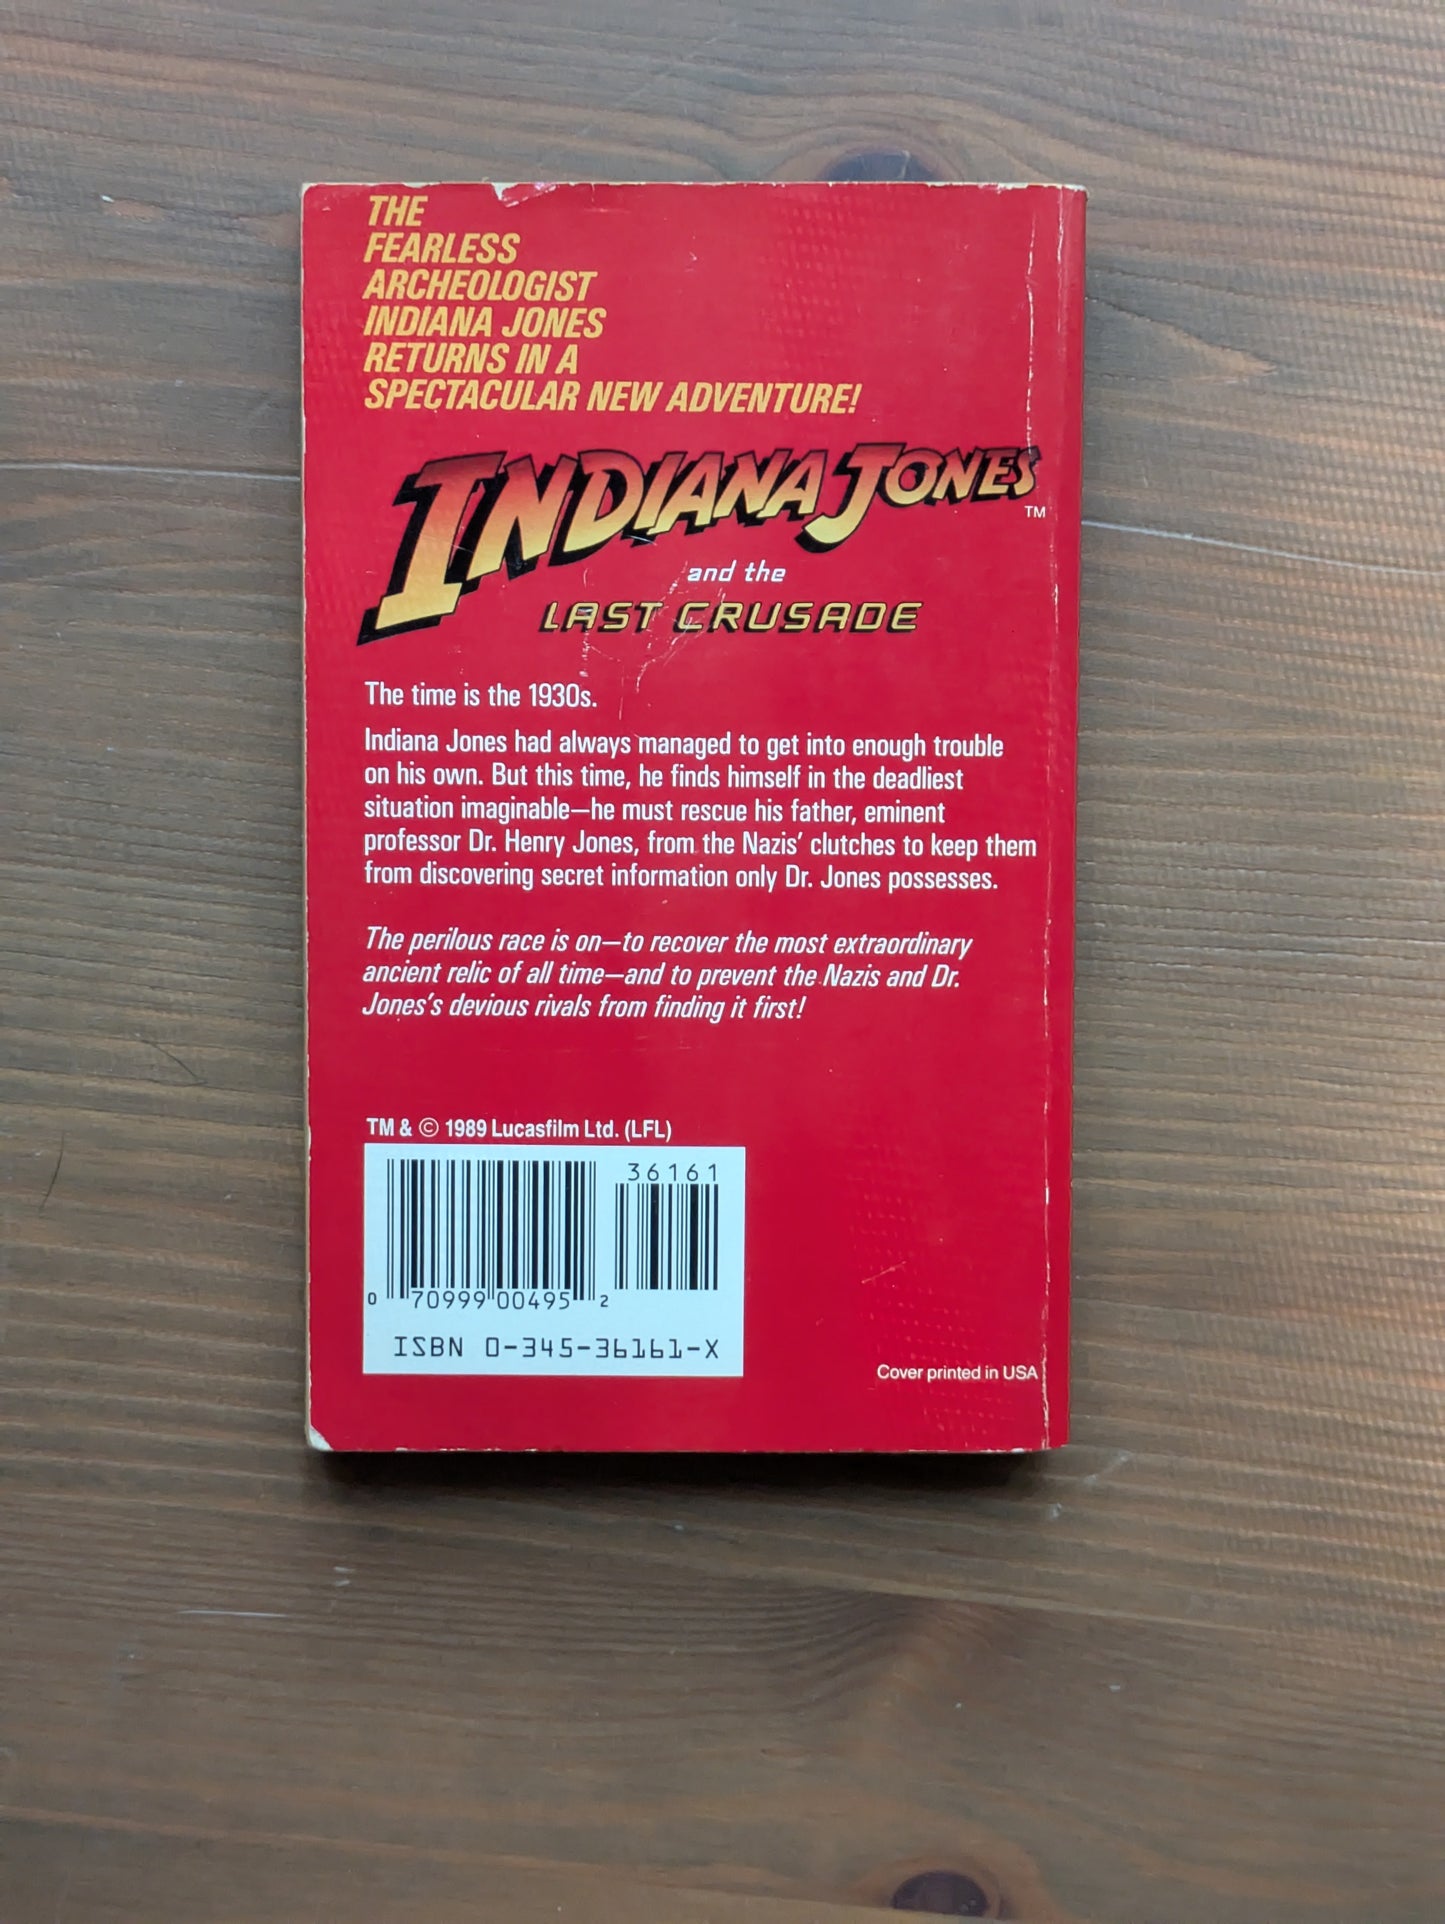 THE
FEARLESS
ARCHEOLOGIST
INDIANA JONES
RETURNS IN A
SPECTACULAR NEW ADVENTURE!
INDIANA JONES
TM
and the
LAST CRUSADE
The time is the 1930s.
Indiana Jones had always managed to get into enough trouble
on his own. But this time, he finds himself in the deadliest
situation imaginable—he must rescue his father, eminent
professor Dr. Henry Jones, from the Nazis' clutches to keep them
from discovering secret information only Dr. Jones possesses.
The perilous race is on—to recover the most extraordinary
ancient relic of all time—and to prevent the Nazis and Dr.
Jones's devious rivals from finding it first!
TM & © 1989 Lucasfilm Ltd. (LFL)
36161
0 70999 00495 2
ISBN 0-345-36161-X
Cover printed in USA